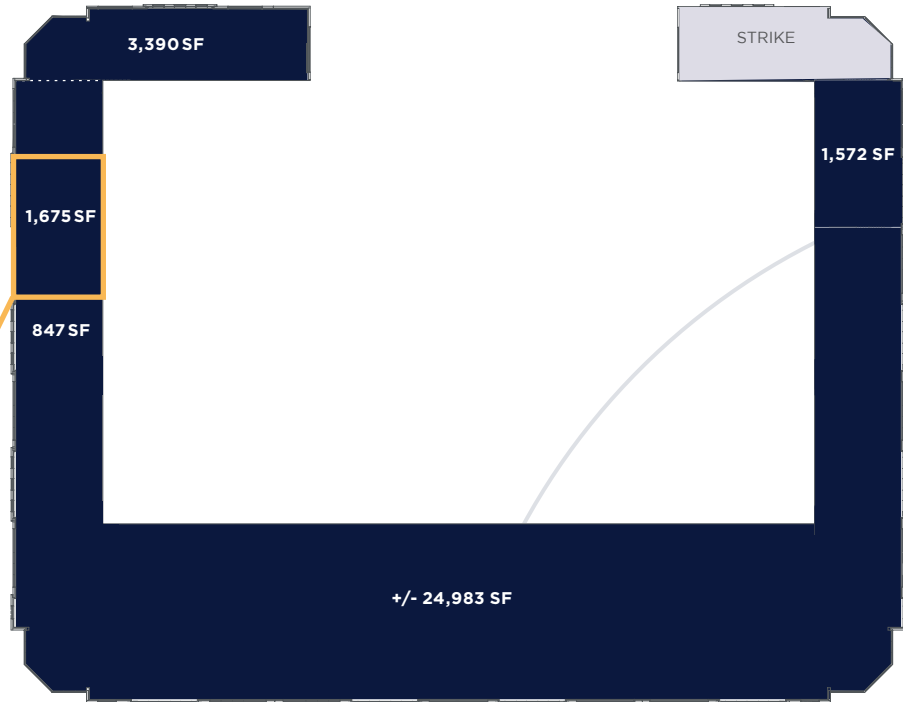 3,390 SF
STRIKE
1,572 SF
1,675 SF
847 SF
+/- 24,983 SF